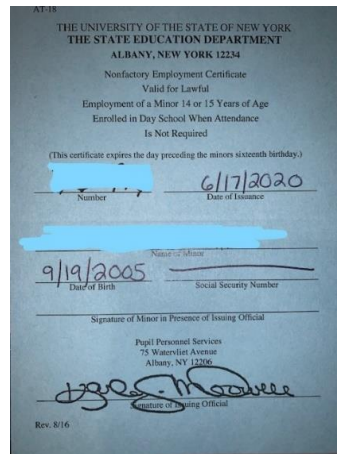 AT-18
THE UNIVERSITY OF THE STATE OF NEW YORK
THE STATE EDUCATION DEPARTMENT
ALBANY, NEW YORK 12234
Nonfactory Employment Certificate
Valid for Lawful
Employment of a Minor 14 or 15 Years of Age
Enrolled in Day School When Attendance
Is Not Required
(This certificate expires the day preceding the minors sixteenth birthday.)
6/17/2020
Number Date of Issuance
Name of Minor
9/19/2005
Date of Birth Social Security Number
Signature of Minor in Presence of Issuing Official
Pupil Personnel Services
75 Watervliet Avenue
Albany, NY 12206
Signature of Issuing Official
Rev. 8/16